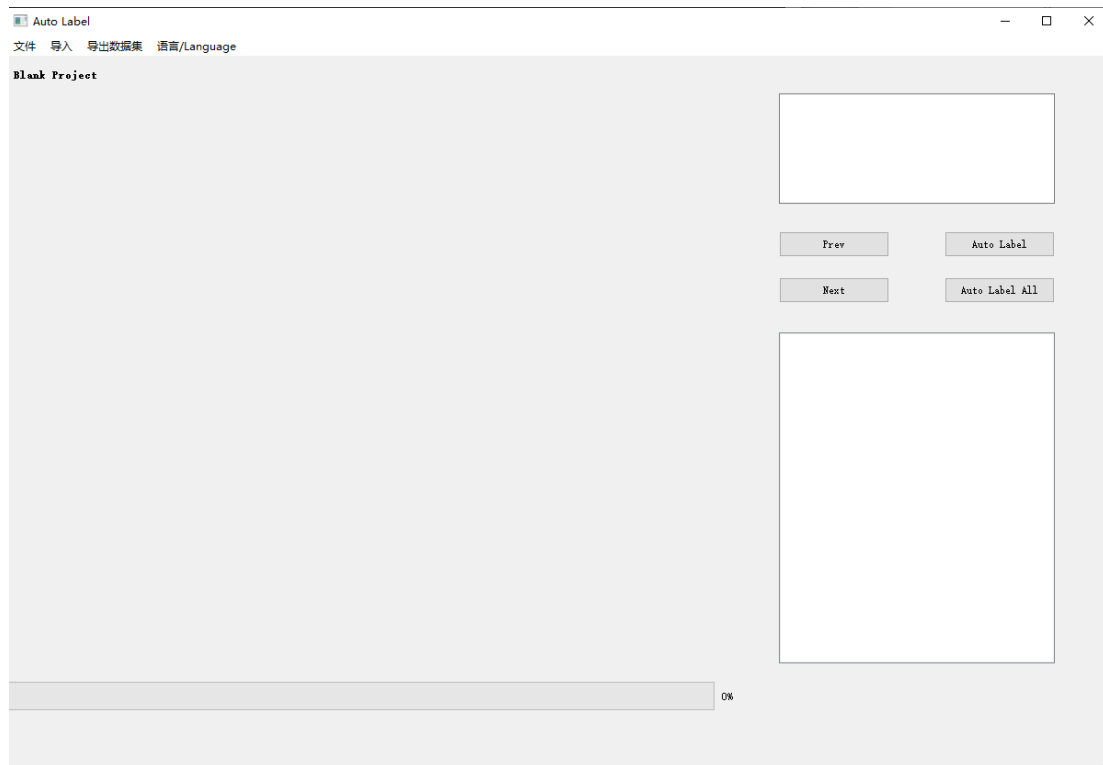 Auto Label
文件 导入 导出数据集 语言/Language
Blank Project
Prev Auto Label
Next Auto Label All
0%